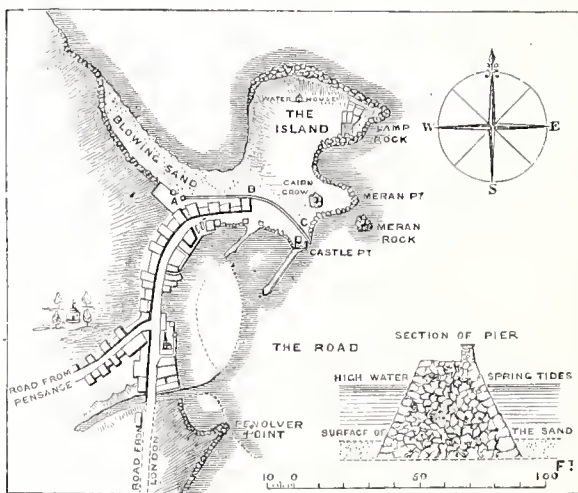 WATER HOUSE
THE
ISLAND
LAMP
ROCK
BLOWING SAND
W
E
S
A
B
C
D
CAIRN
CROW
MERAN PT
MERAN
ROCK
CASTLE PT
SECTION OF PIER
THE ROAD
HIGH WATER SPRING TIDES
ROAD FROM
PENSANCE
SURFACE OF THE SAND
PENOLVER
POINT
ROAD FROM
LONDON
10 0 50 100
FT